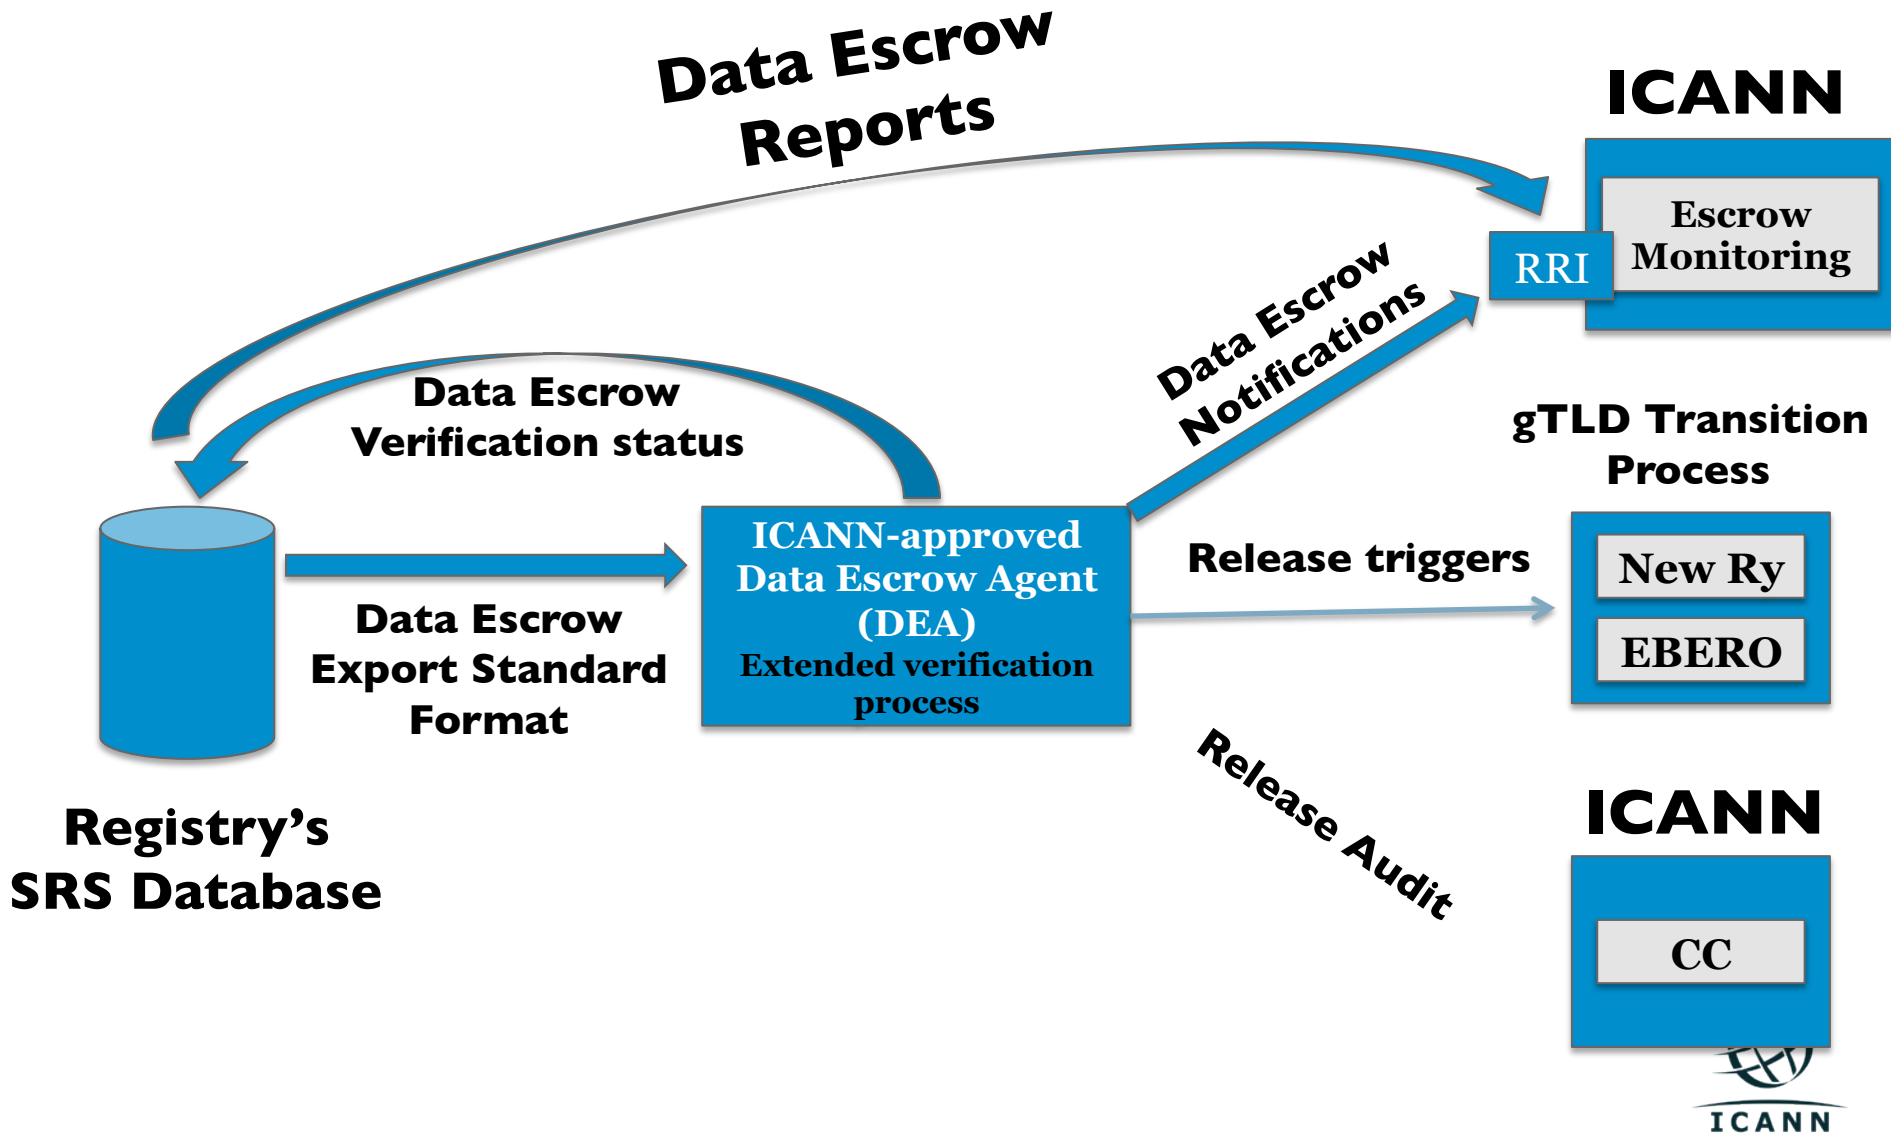 Data Escrow
Reports
ICANN
Escrow
Monitoring
RRI
Data Escrow
Notifications
Data Escrow
Verification status
gTLD Transition
Process
New Ry
EBERO
ICANN-approved
Data Escrow Agent
(DEA)
Extended verification
process
Release triggers
Data Escrow
Export Standard
Format
Release Audit
Registry’s
SRS Database
ICANN
CC
ICANN